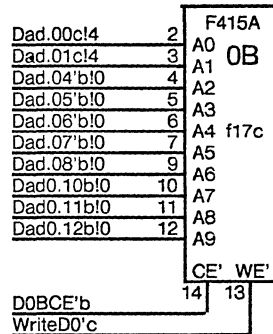 F415A
Dad.00c!4 2 A0 0B
Dad.01c!4 3 A1
Dad.04'b!0 4 A2
Dad.05'b!0 5 A3
Dad.06'b!0 6 A4 f17c
Dad.07'b!0 7 A5
Dad.08'b!0 9 A6
Dad0.10b!0 10 A7
Dad0.11b!0 11 A8
Dad0.12b!0 12 A9
CE' WE'
14 13
D0BCE'b
WriteD0'c